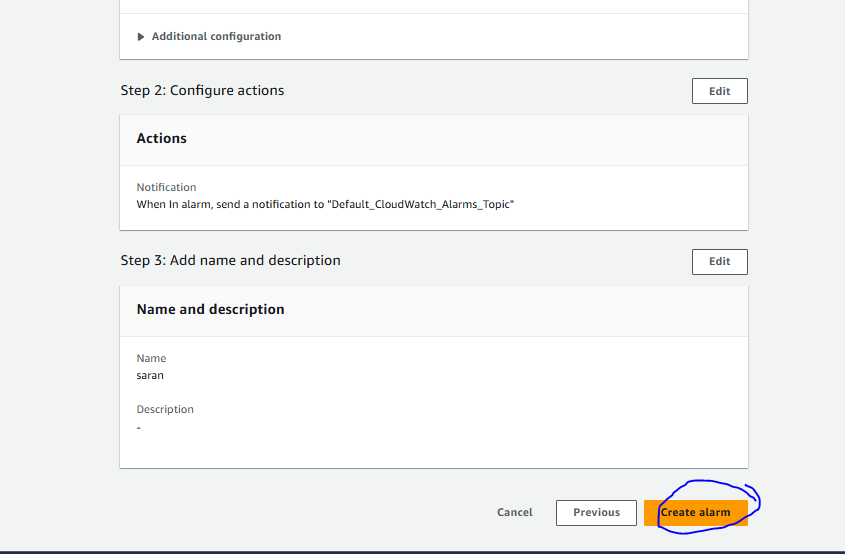 Additional configuration
Step 2: Configure actions
Edit
Actions
Notification
When In alarm, send a notification to "Default_CloudWatch_Alarms_Topic"
Step 3: Add name and description
Edit
Name and description
Name
saran
Description
-
Cancel
Previous
Create alarm